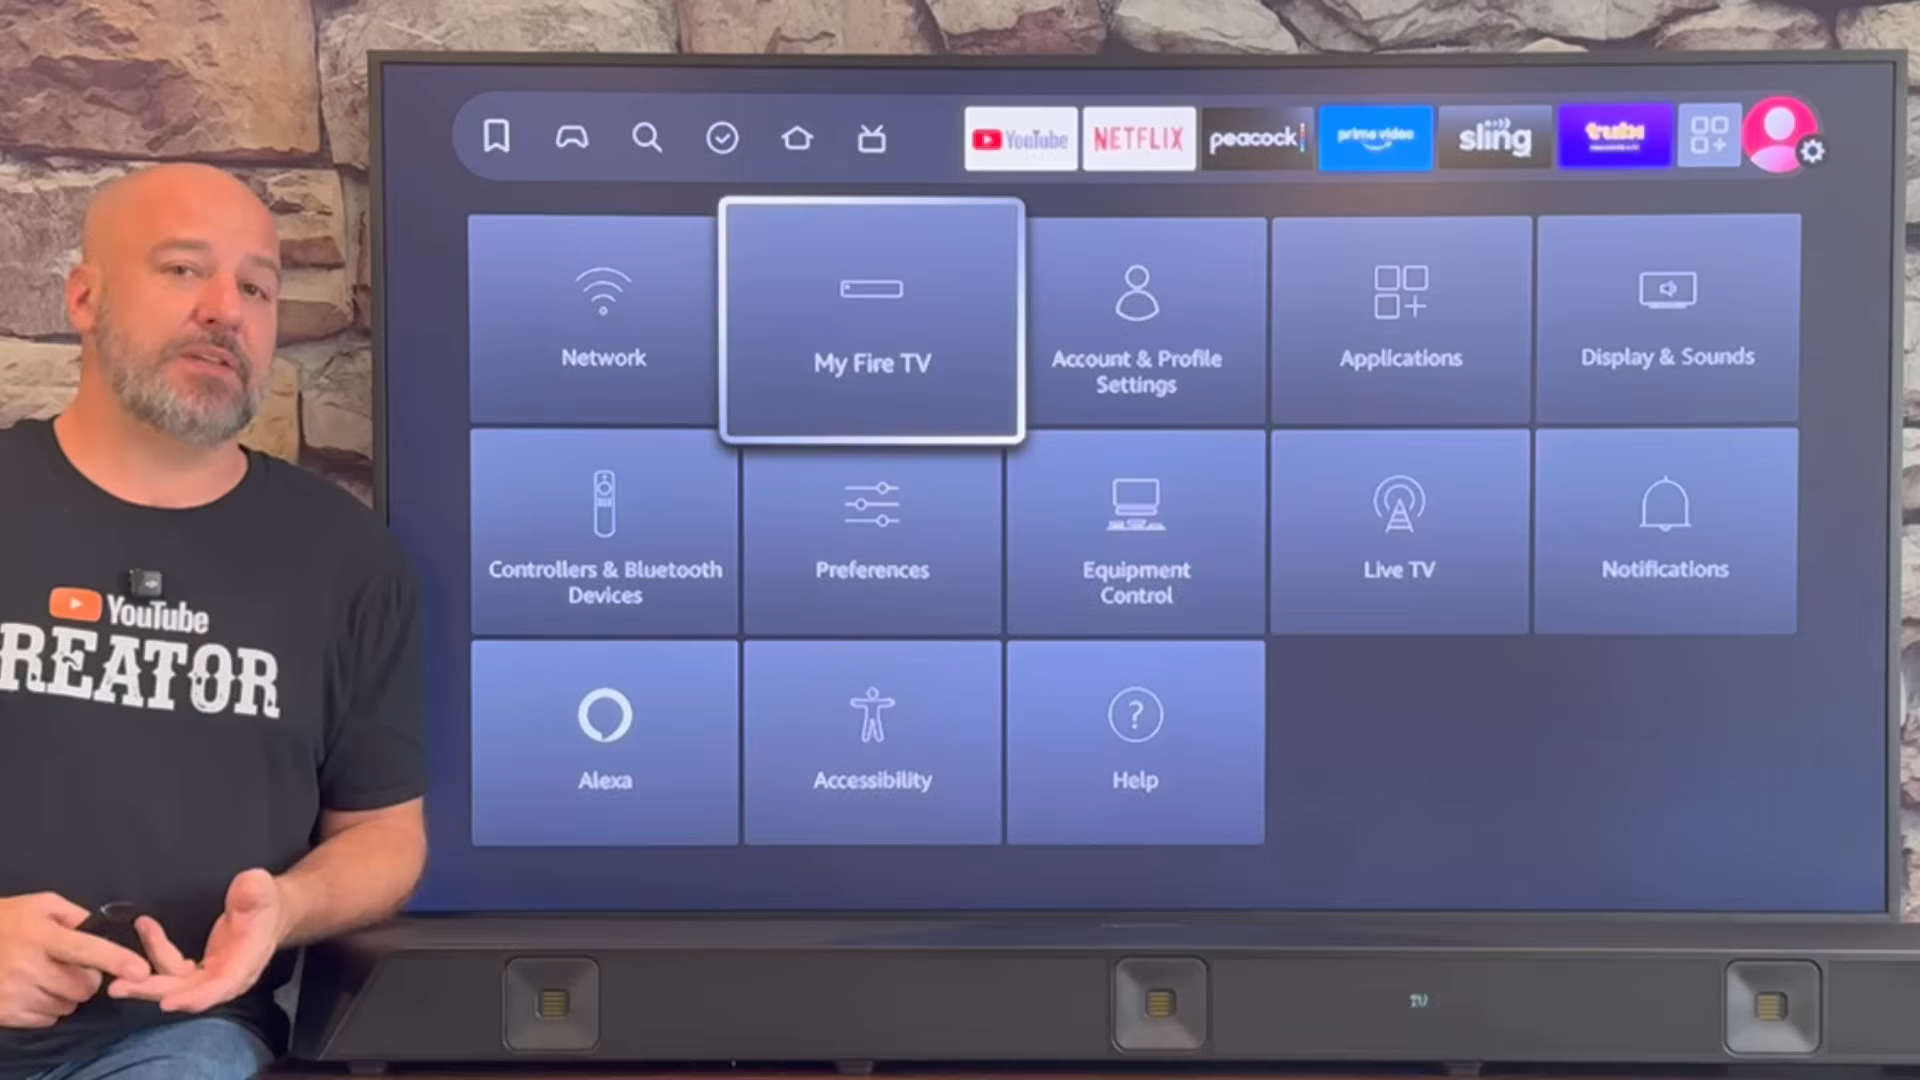 YouTube
NETFLIX
peacock
prime video
sling
Network
My Fire TV
Account & Profile
Settings
Applications
Display & Sounds
Controllers & Bluetooth
Devices
Preferences
Equipment
Control
Live TV
Notifications
Alexa
Accessibility
?
Help
YouTube
REATOR
TV